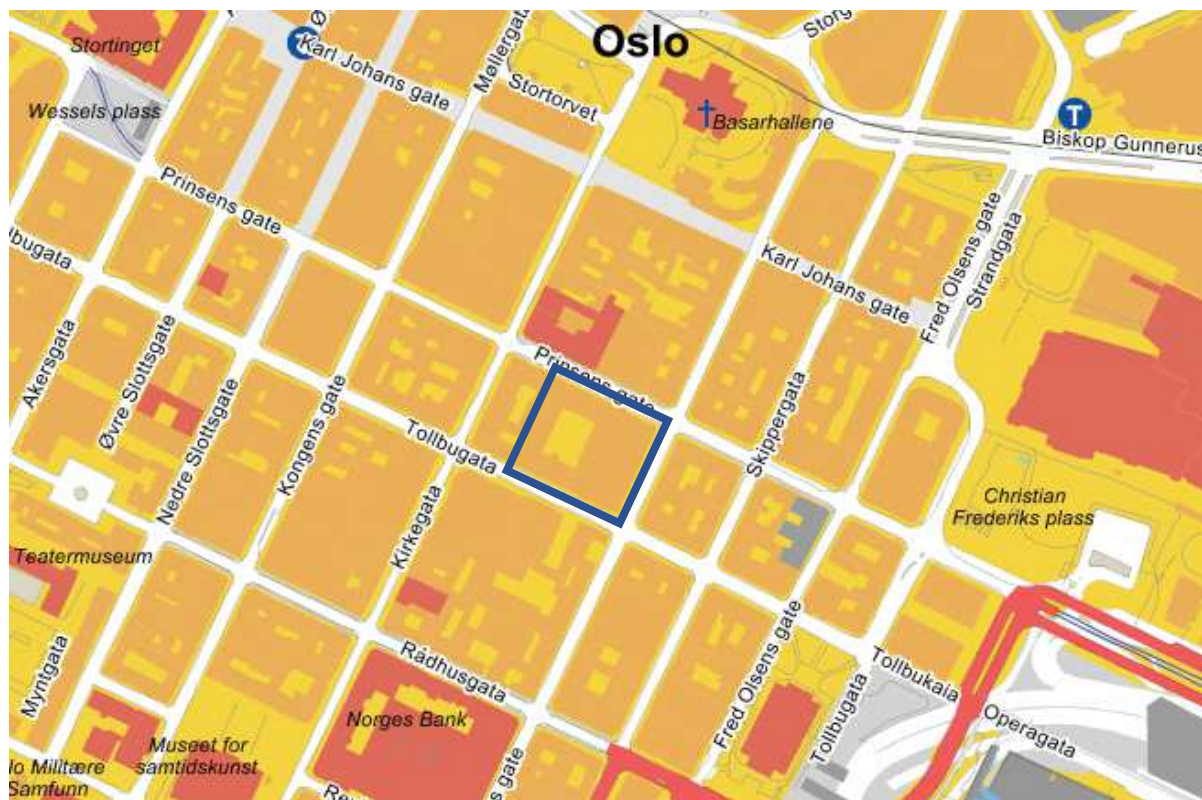 Oslo
Stortinget
T
Karl Johans gate
Møllergata
Storg
Wessels plass
Stortorvet
Basarhallene
T
Biskop Gunnerus
Prinsens gate
lbugata
Karl Johans gate
Fred Olsens gate
Strandgata
Akersgata
Øvre Slottsgate
Nedre Slottsgate
Kongens gate
Prinsens gate
Tollbugata
Kirkegata
Skippergata
Christian
Frederiks plass
Teatermuseum
Myntgata
Rådhusgata
Norges Bank
Fred Olsens gate
Tollbugata
Tollbukaia
Operagata
Museet for
samtidskunst
lo Militære
Samfunn
s gate